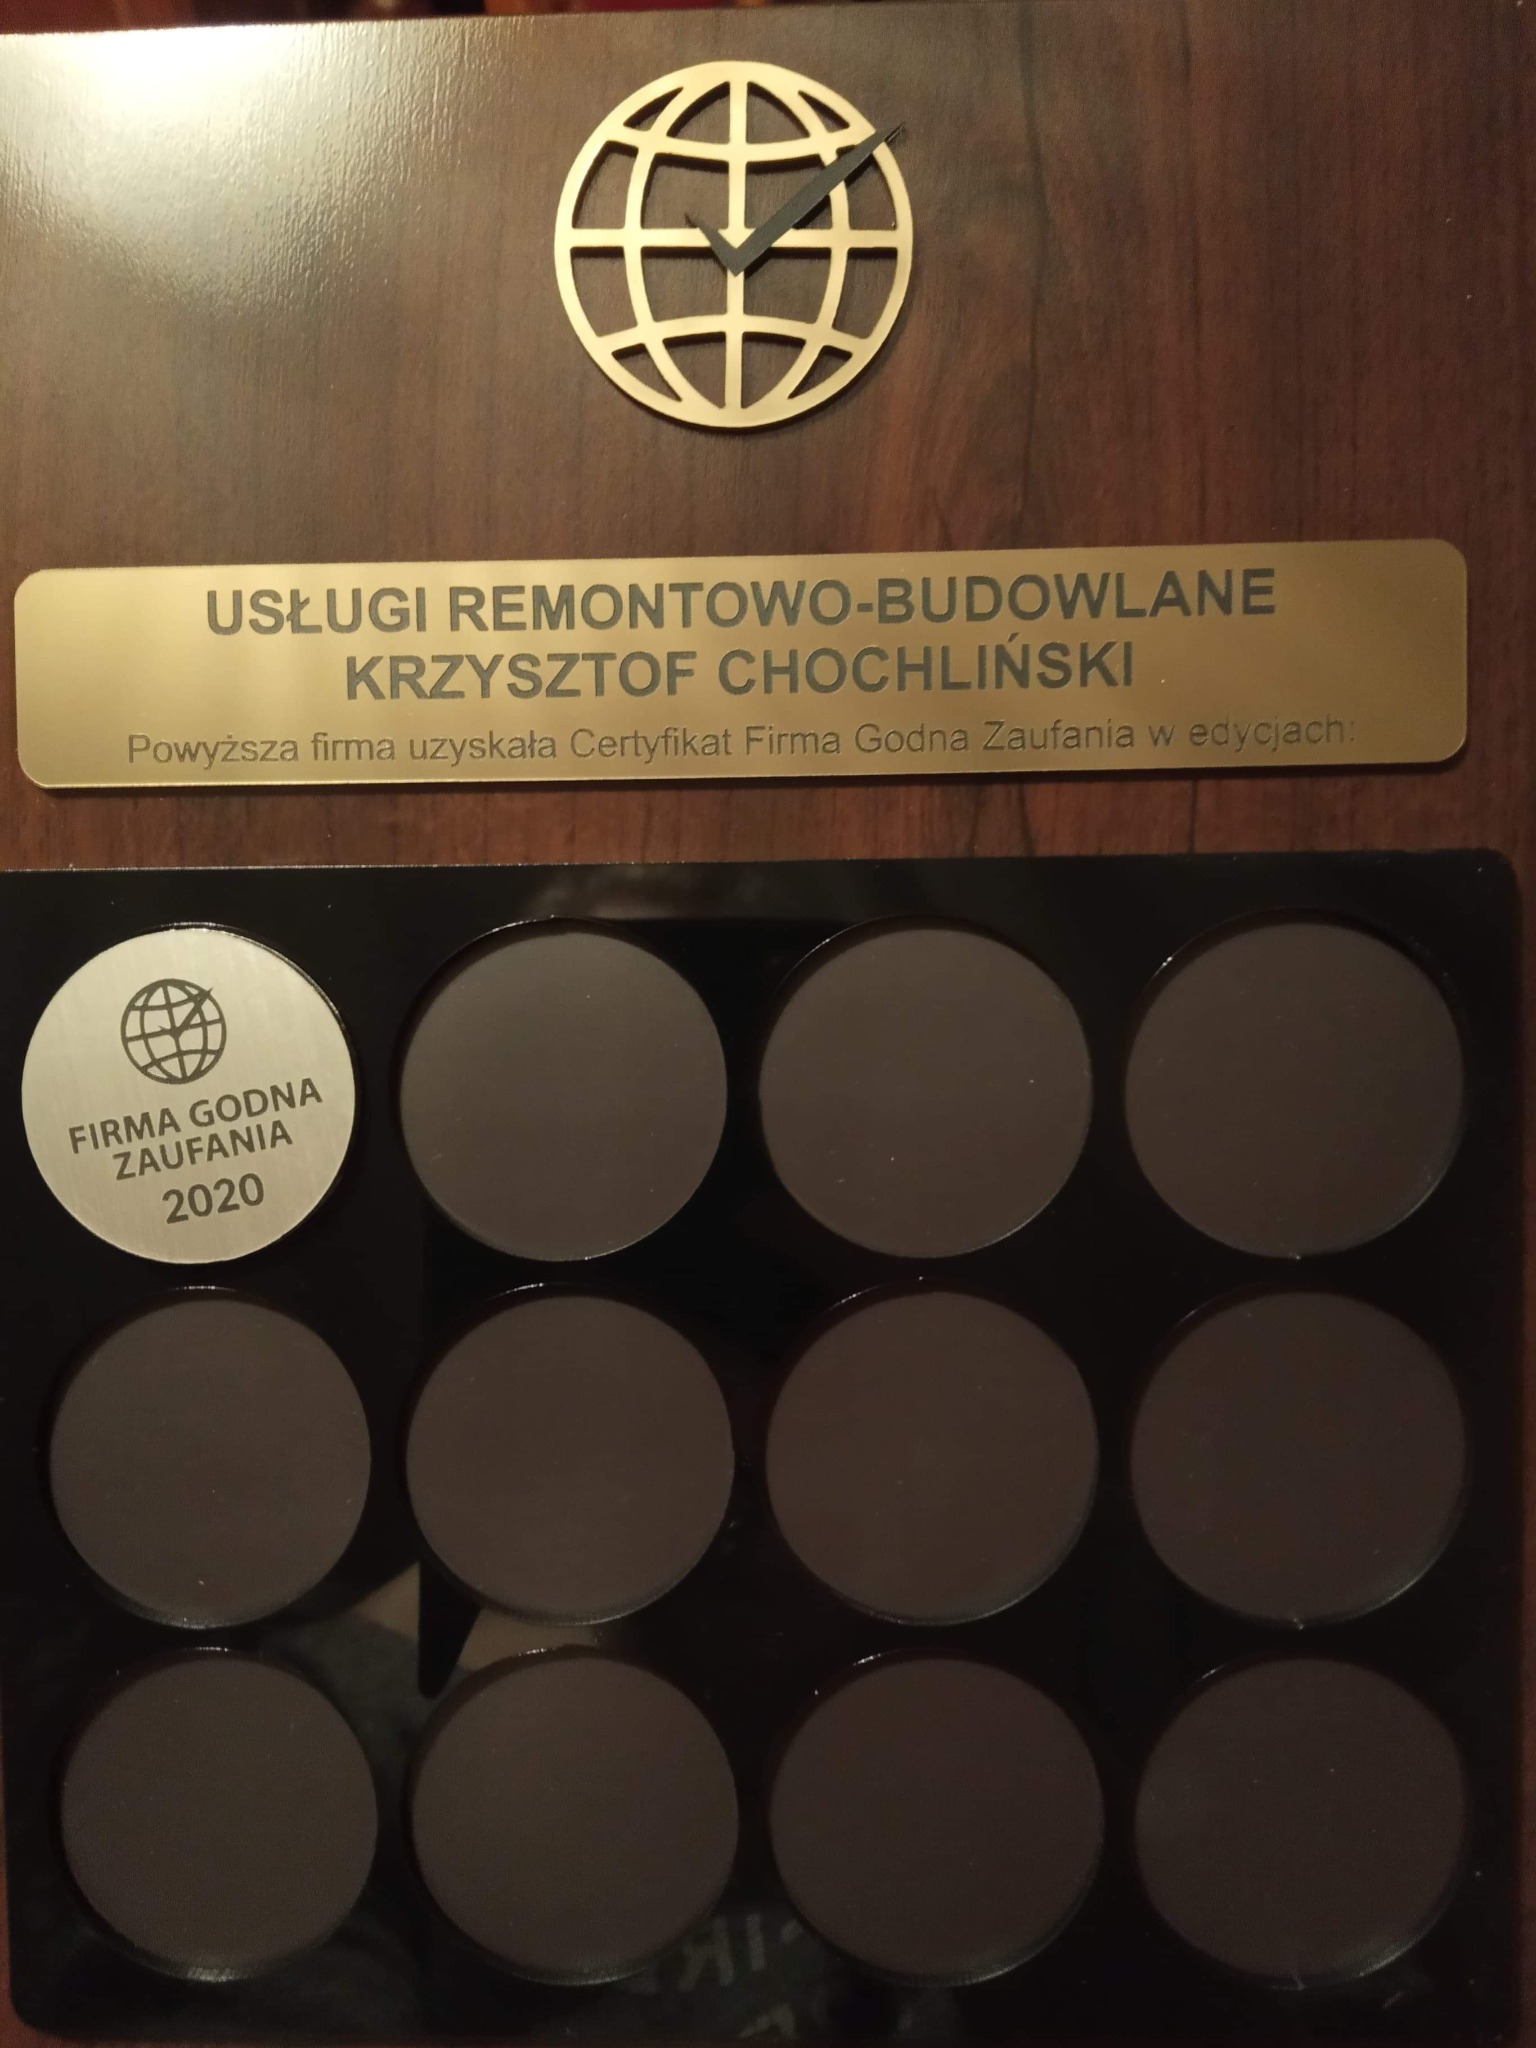 USŁUGI REMONTOWO-BUDOWLANE
KRZYSZTOF CHOCHLIŃSKI
Powyższa firma uzyskała Certyfikat Firma Godna Zaufania w edycjach:
FIRMA GODNA
ZAUFANIA
2020